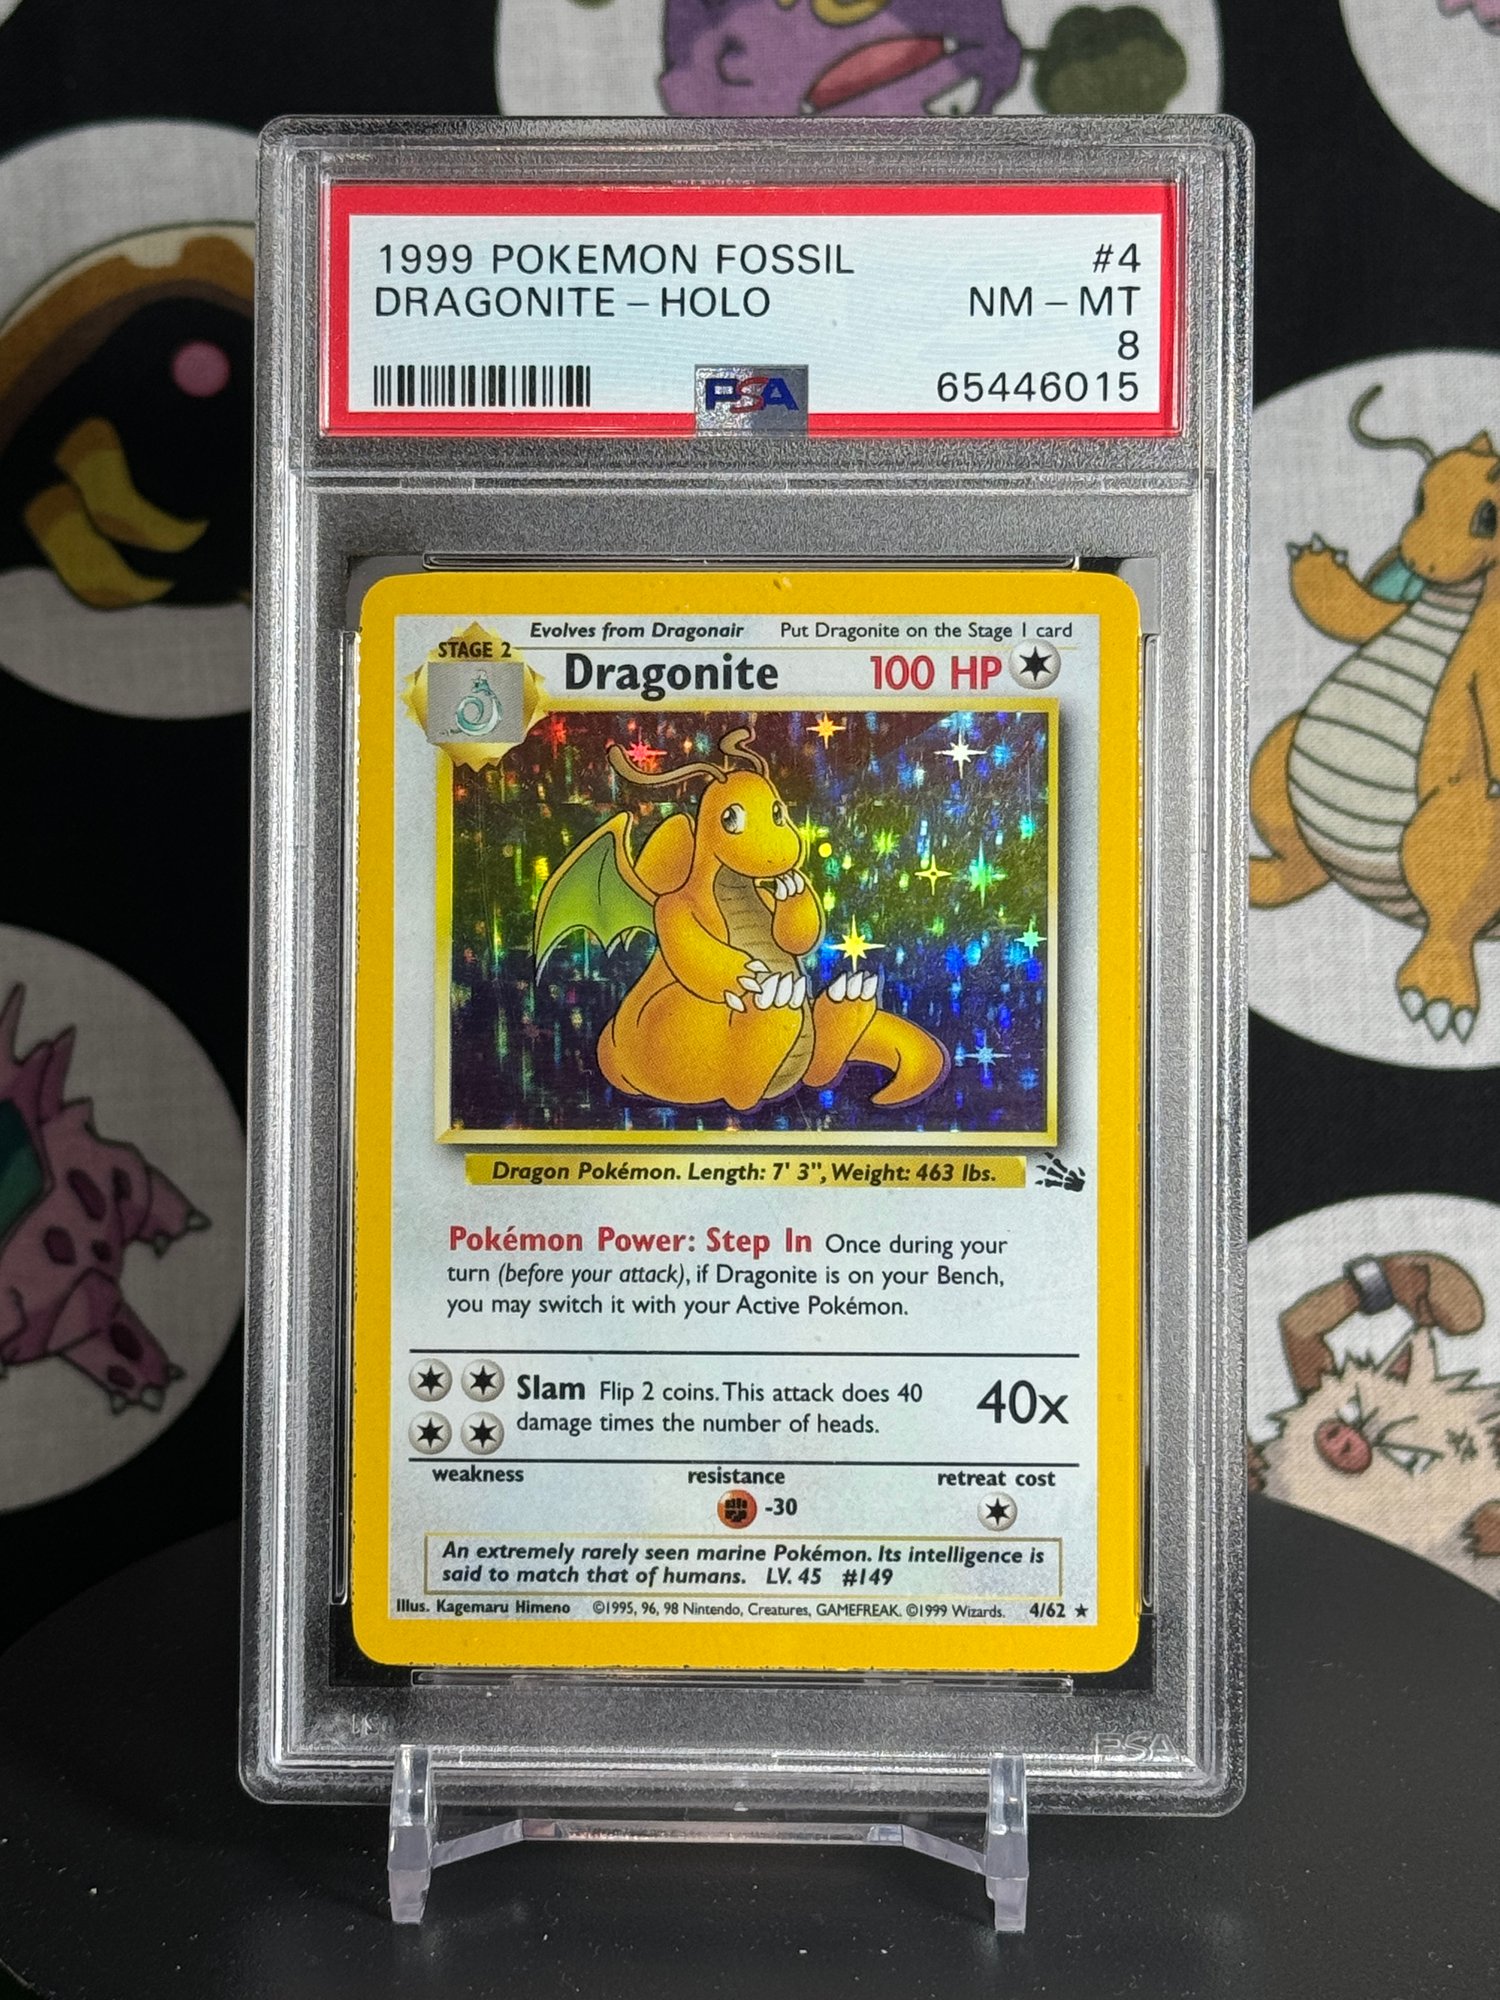 1999 POKEMON FOSSIL #4
DRAGONITE – HOLO NM – MT
8
PSA 65446015
Evolves from Dragonair Put Dragonite on the Stage 1 card
STAGE 2
Dragonite 100 HP
Dragon Pokémon. Length: 7' 3", Weight: 463 lbs.
Pokémon Power: Step In Once during your
turn (before your attack), if Dragonite is on your Bench,
you may switch it with your Active Pokémon.
Slam Flip 2 coins. This attack does 40
damage times the number of heads.
40x
weakness resistance retreat cost
-30
An extremely rarely seen marine Pokémon. Its intelligence is
said to match that of humans. LV. 45 #149
Illus. Kagemaru Himeno ©1995, 96, 98 Nintendo, Creatures, GAMEFREAK. ©1999 Wizards. 4/62 ★
PSA